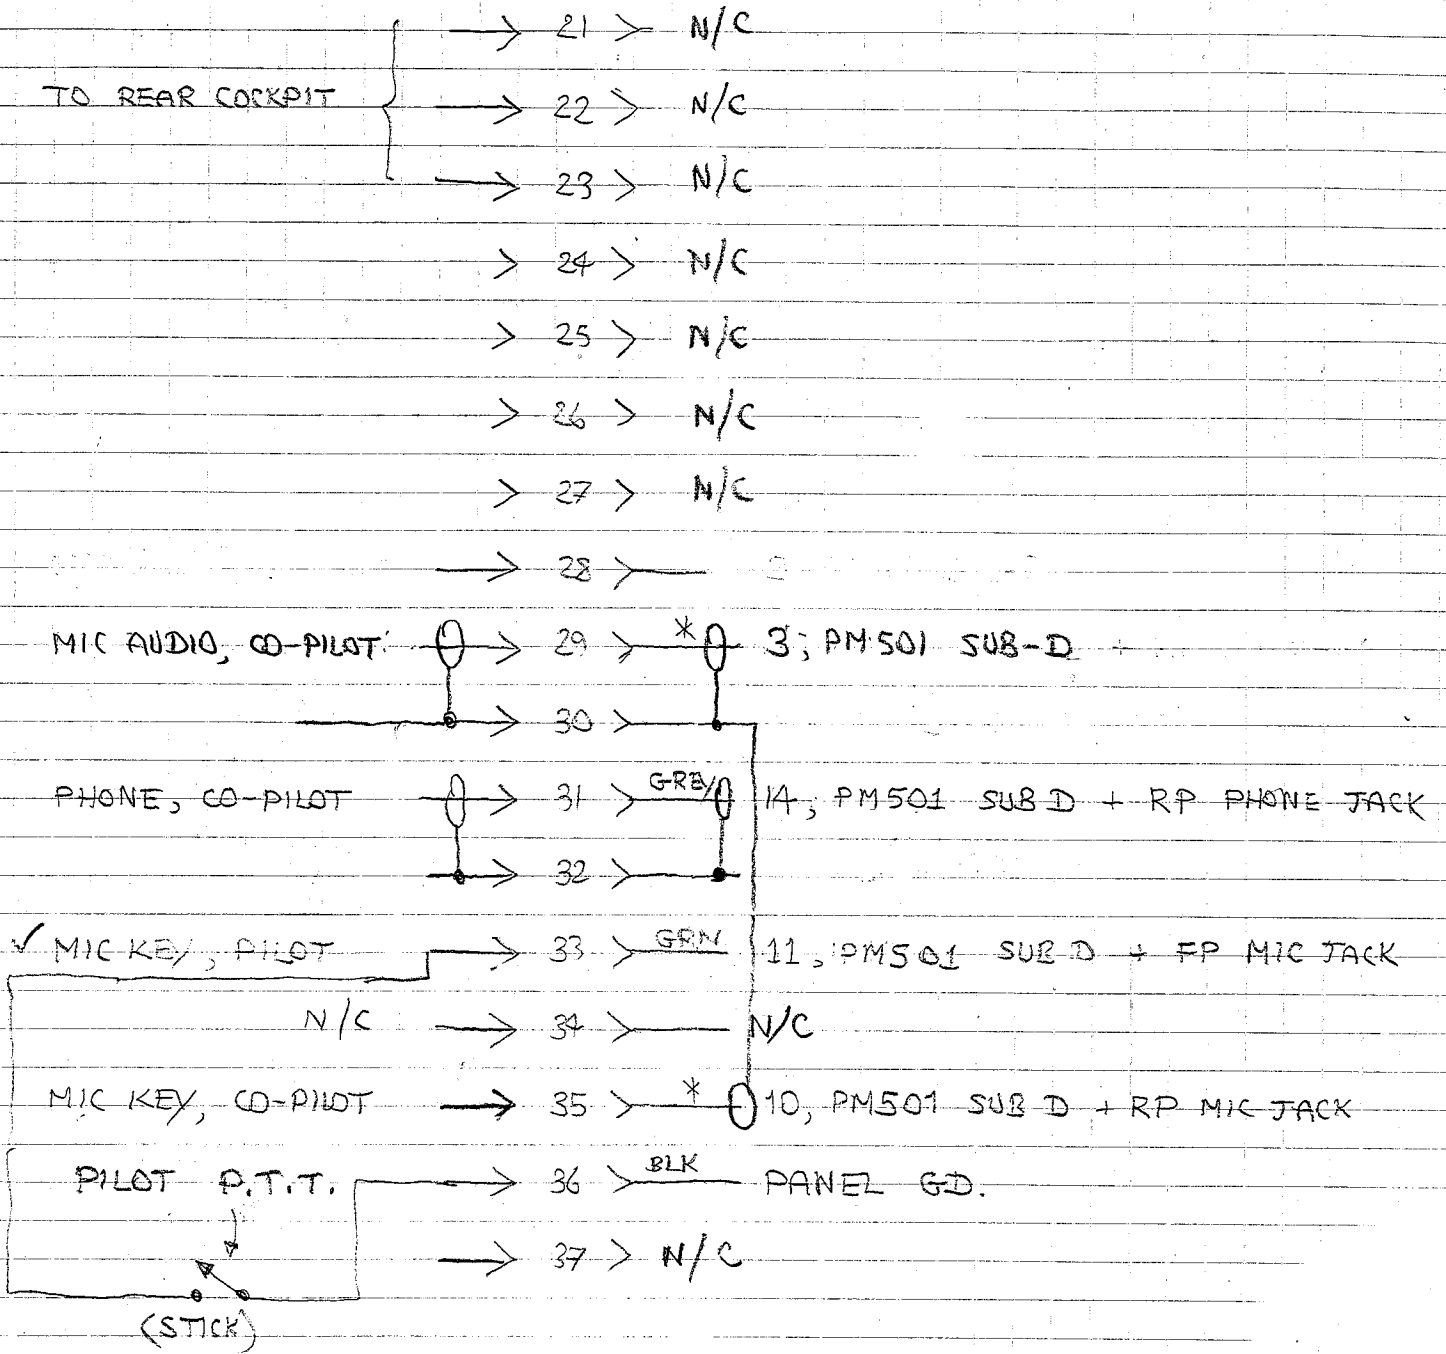 21 N/C
TO REAR COCKPIT 22 N/C
23 N/C
24 N/C
25 N/C
26 N/C
27 N/C
28
MIC AUDIO, CO-PILOT 29 * 3, PM501 SUB-D
30
PHONE, CO-PILOT 31 GREY 14, PM501 SUB D + RP PHONE JACK
32
✓ MIC KEY, PILOT 33 GRN 11, PM501 SUB D + FP MIC JACK
N/C 34 N/C
MIC KEY, CO-PILOT 35 * 10, PM501 SUB D + RP MIC JACK
PILOT P.T.T. 36 BLK PANEL GD.
37 N/C
(STICK)